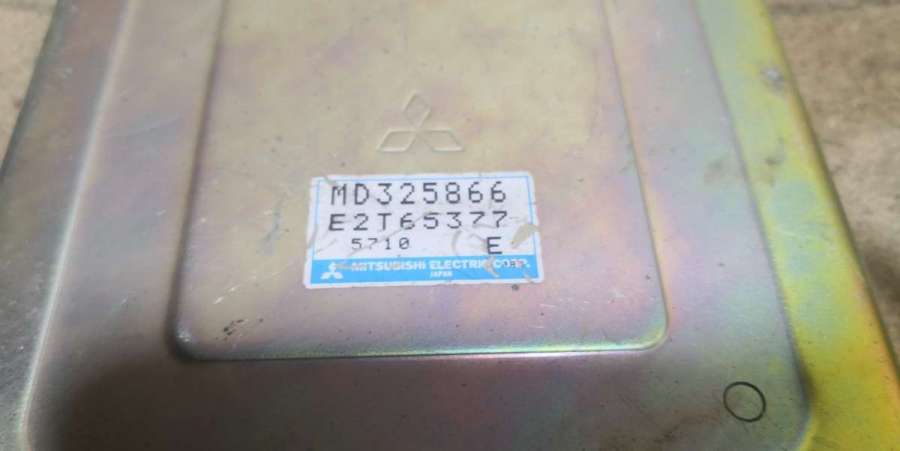 MD325866
E2T65377
5710 E
MITSUBISHI ELECTRIC CORP.
JAPAN